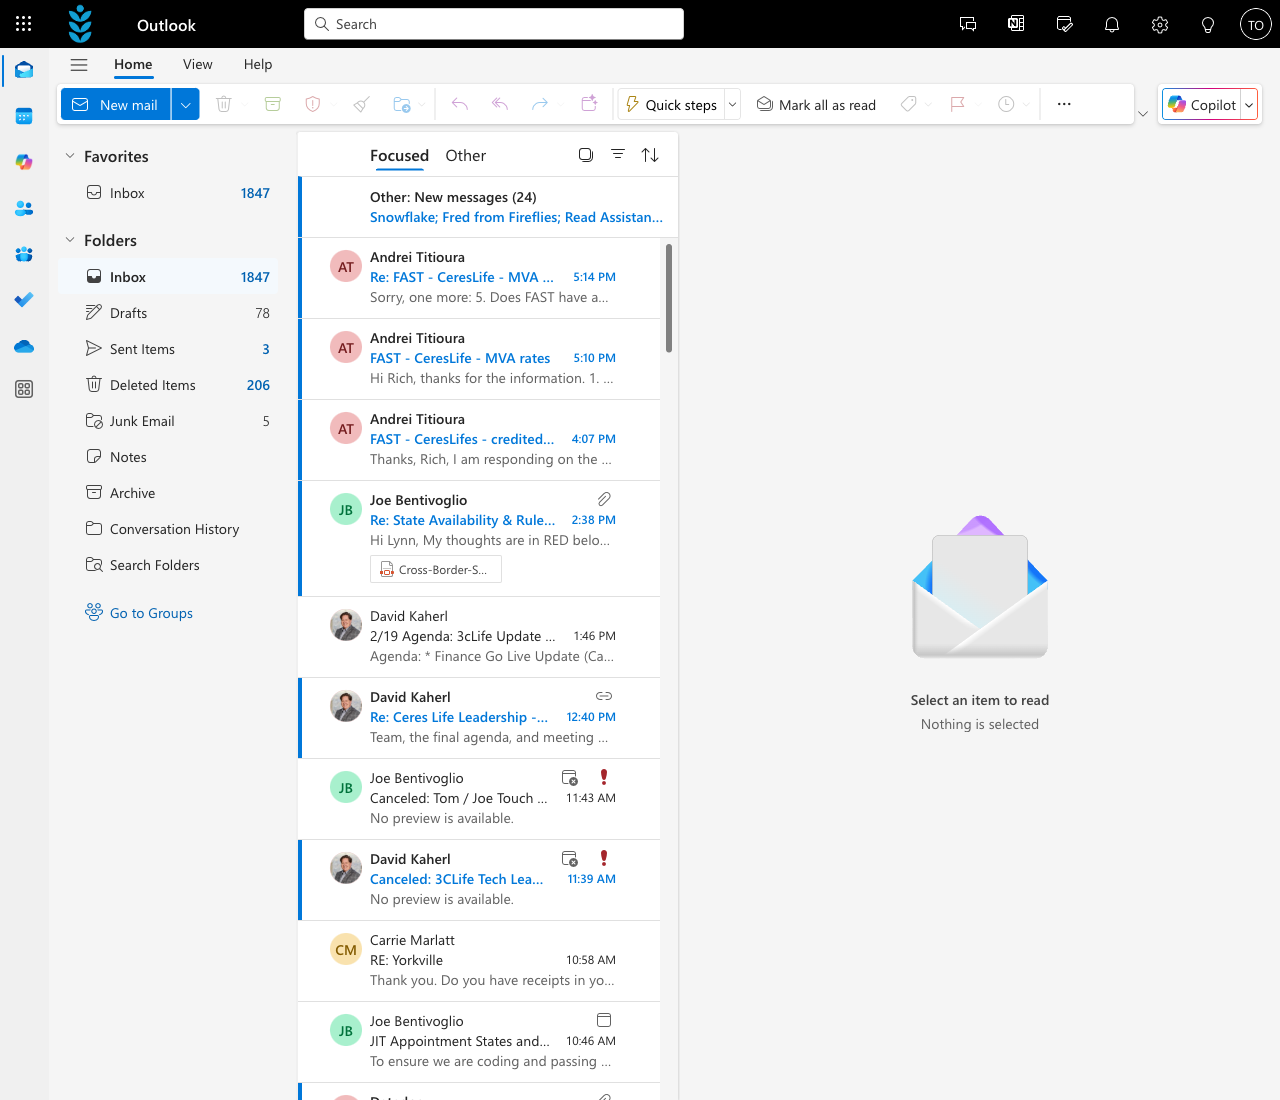 Outlook
Search
TO
Home View Help
New mail
Quick steps
Mark all as read
Copilot
Favorites
Inbox 1847
Folders
Inbox 1847
Drafts 78
Sent Items 3
Deleted Items 206
Junk Email 5
Notes
Archive
Conversation History
Search Folders
Go to Groups
Focused Other
Other: New messages (24)
Snowflake; Fred from Fireflies; Read Assistan...
AT
Andrei Titioura
Re: FAST - CeresLife - MVA ... 5:14 PM
Sorry, one more: 5. Does FAST have a...
AT
Andrei Titioura
FAST - CeresLife - MVA rates 5:10 PM
Hi Rich, thanks for the information. 1. ...
AT
Andrei Titioura
FAST - CeresLifes - credited... 4:07 PM
Thanks, Rich, I am responding on the ...
JB
Joe Bentivoglio
Re: State Availability & Rule... 2:38 PM
Hi Lynn, My thoughts are in RED belo...
Cross-Border-S...
David Kaherl
2/19 Agenda: 3cLife Update ... 1:46 PM
Agenda: * Finance Go Live Update (Ca...
David Kaherl
Re: Ceres Life Leadership -... 12:40 PM
Team, the final agenda, and meeting ...
JB
Joe Bentivoglio
Canceled: Tom / Joe Touch ... 11:43 AM
No preview is available.
David Kaherl
Canceled: 3CLife Tech Lea... 11:39 AM
No preview is available.
CM
Carrie Marlatt
RE: Yorkville 10:58 AM
Thank you. Do you have receipts in yo...
JB
Joe Bentivoglio
JIT Appointment States and... 10:46 AM
To ensure we are coding and passing ...
Select an item to read
Nothing is selected